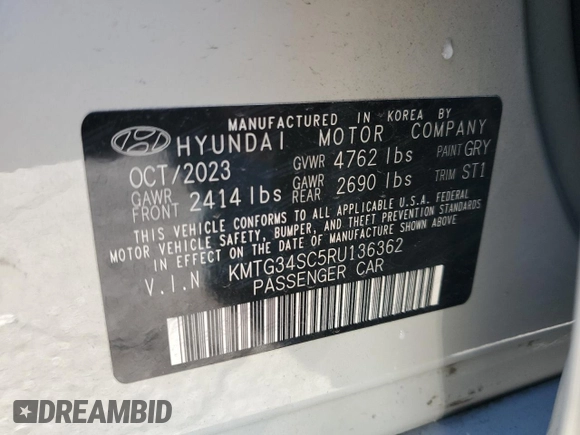 MANUFACTURED IN KOREA BY
HYUNDAI MOTOR COMPANY
OCT/2023 GVWR 4762 lbs PAINT GRY
GAWR FRONT 2414 lbs GAWR REAR 2690 lbs TRIM ST1
THIS VEHICLE CONFORMS TO ALL APPLICABLE U.S.A. FEDERAL
MOTOR VEHICLE SAFETY, BUMPER, AND THEFT PREVENTION STANDARDS
IN EFFECT ON THE DATE OF MANUFACTURE SHOWN ABOVE.
V.I.N KMTG34SC5RU136362
PASSENGER CAR
DREAMBID